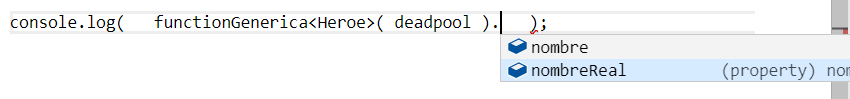 console.log(   functionGenerica<Heroe>( deadpool ).   );
nombre
nombreReal (property) nom